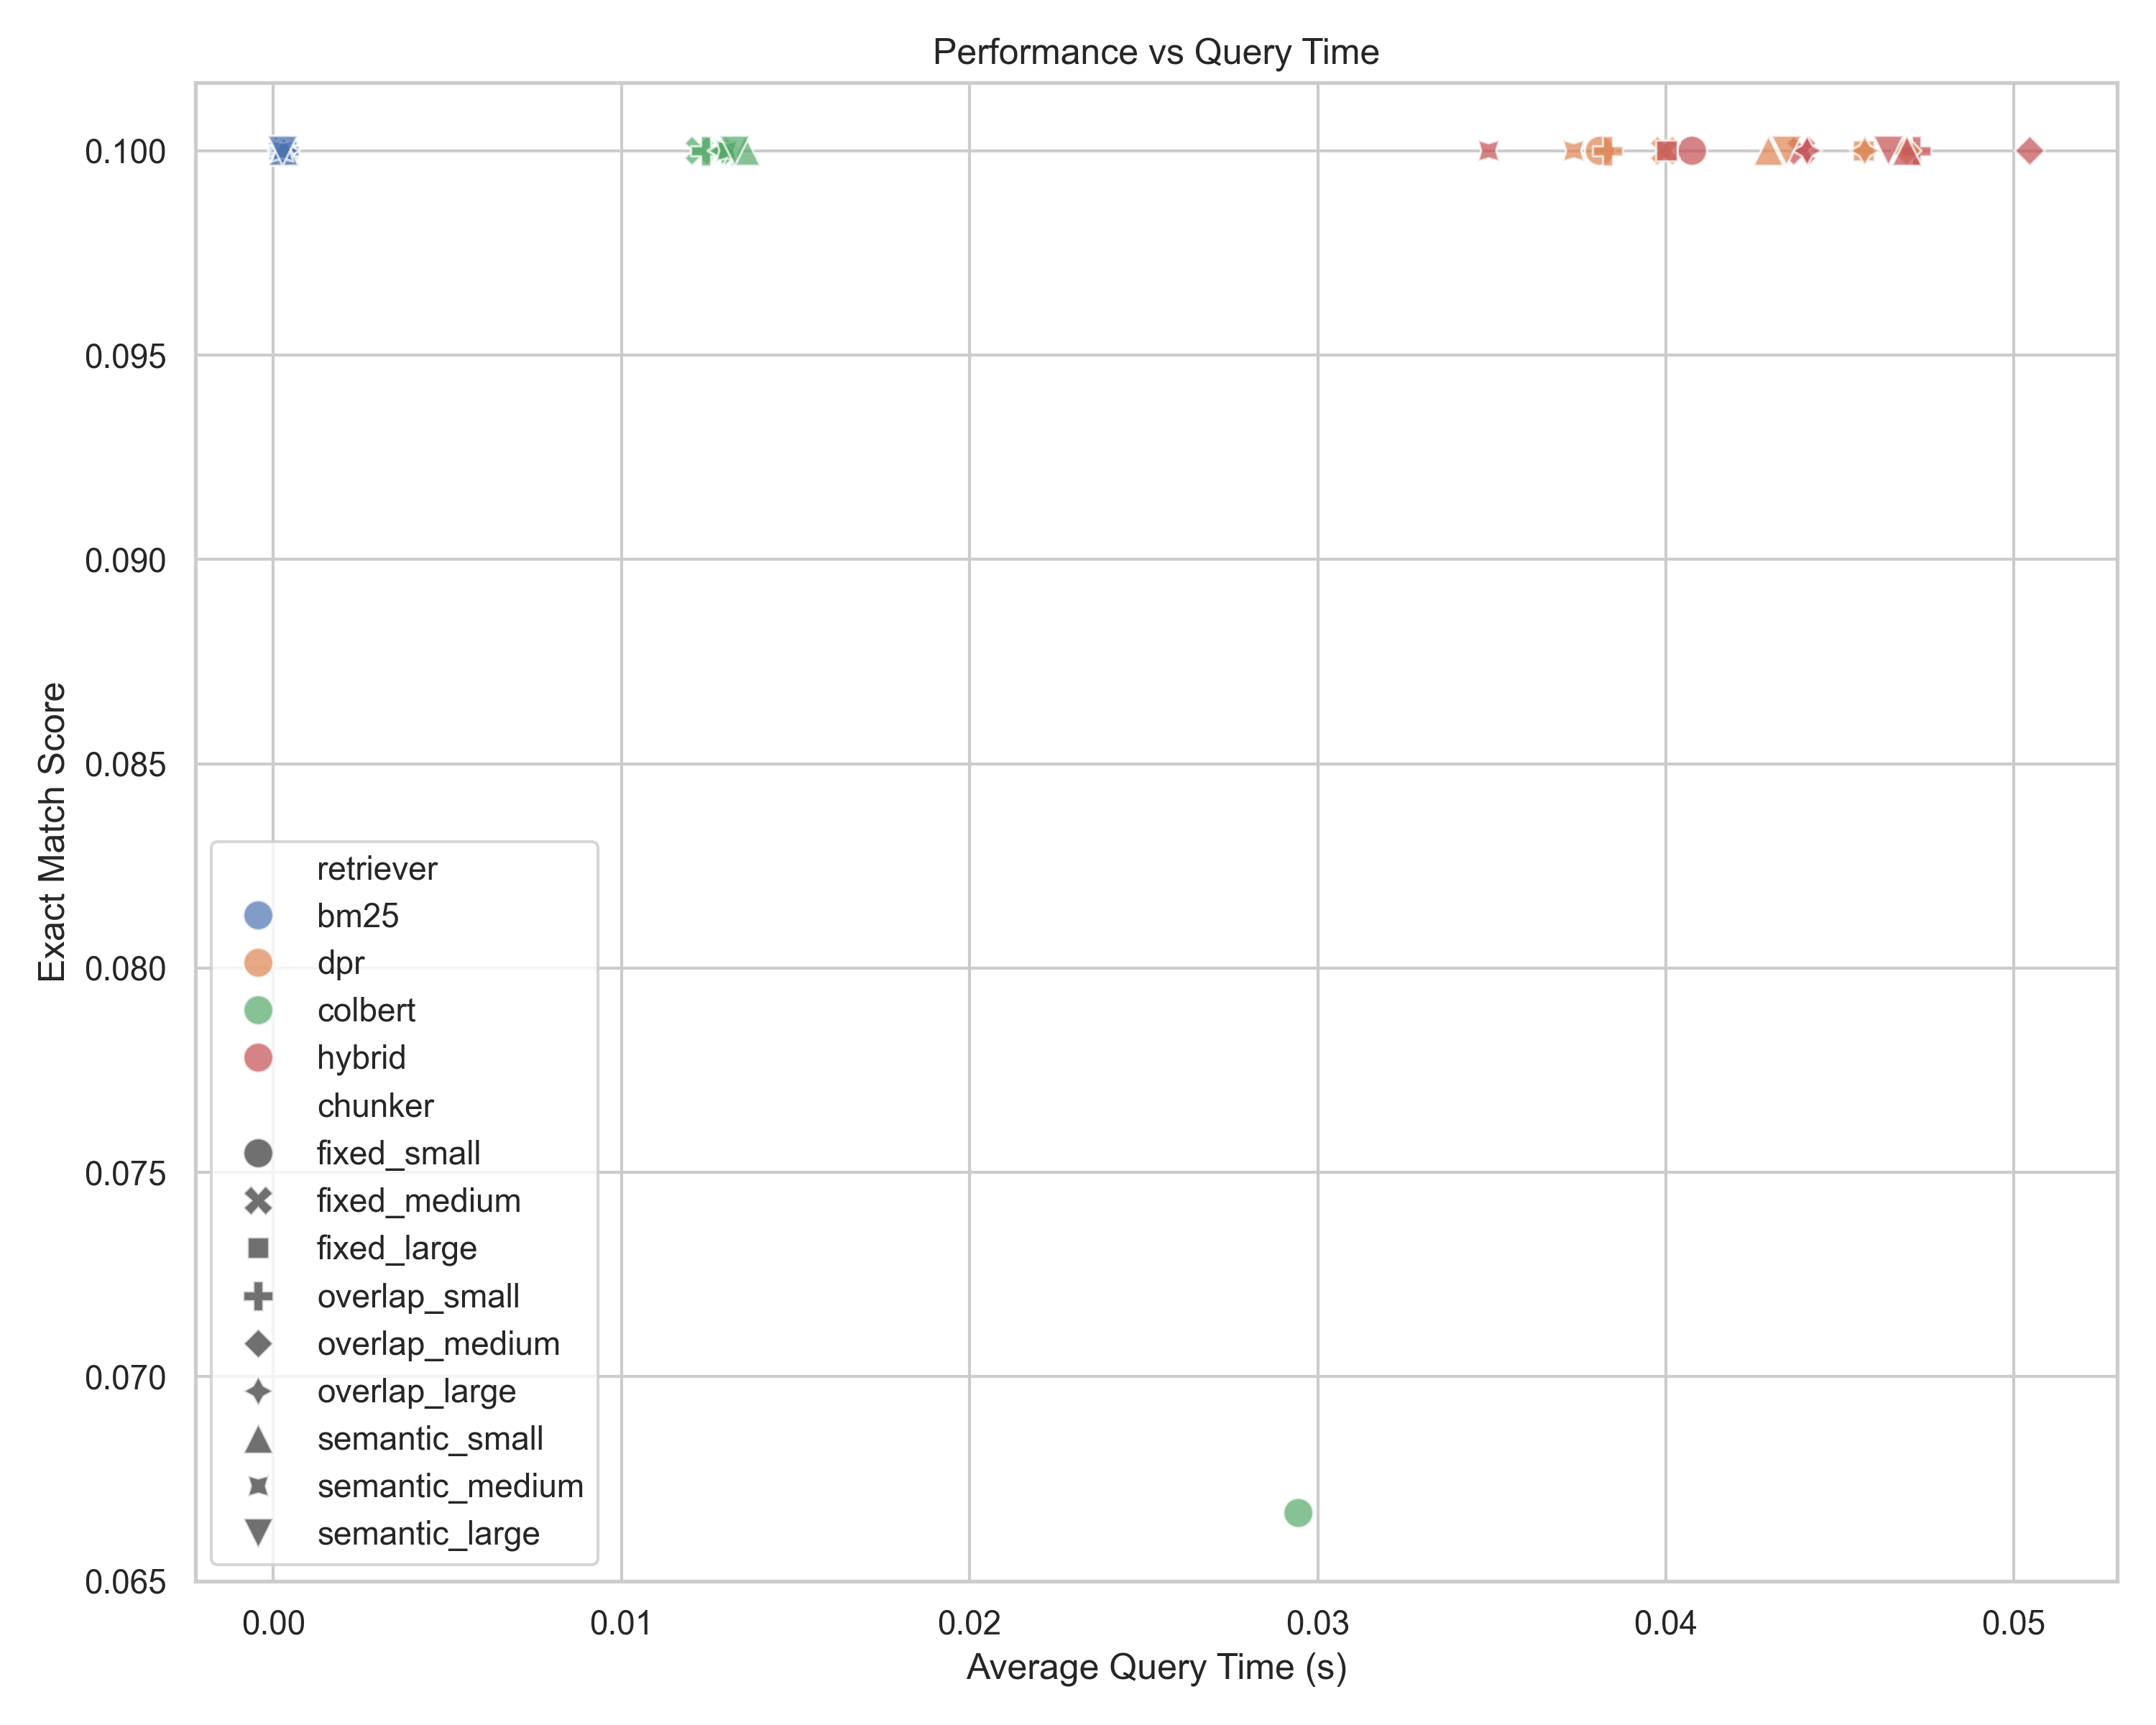 Performance vs Query Time
Exact Match Score
0.100
0.095
0.090
0.085
0.080
0.075
0.070
0.065
retriever
bm25
dpr
colbert
hybrid
chunker
fixed_small
fixed_medium
fixed_large
overlap_small
overlap_medium
overlap_large
semantic_small
semantic_medium
semantic_large
0.00 0.01 0.02 0.03 0.04 0.05
Average Query Time (s)